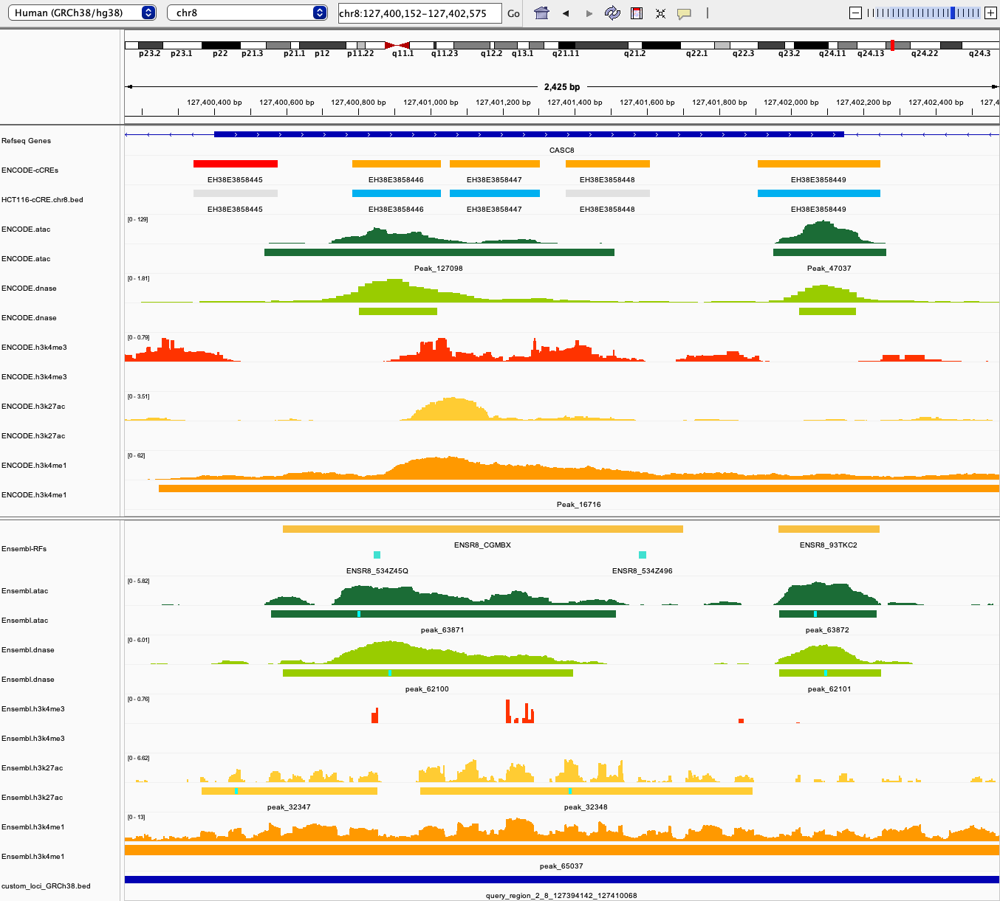 Human (GRCh38/hg38) chr8 chr8:127,400,152-127,402,575 Go
p23.2 p23.1 p22 p21.3 p21.1 p12 p11.22 q11.1 q11.23 q12.2 q13.1 q21.11 q21.2 q22.1 q22.3 q23.2 q24.11 q24.13 q24.22 q24.3
2,425 bp
127,400,400 bp 127,400,600 bp 127,400,800 bp 127,401,000 bp 127,401,200 bp 127,401,400 bp 127,401,600 bp 127,401,800 bp 127,402,000 bp 127,402,200 bp 127,402,400 bp 127,4
Refseq Genes
CASC8
ENCODE-cCREs
EH38E3858445 EH38E3858446 EH38E3858447 EH38E3858448 EH38E3858449
HCT116-cCRE.chr8.bed
EH38E3858445 EH38E3858446 EH38E3858447 EH38E3858448 EH38E3858449
[0 - 129]
ENCODE.atac
ENCODE.atac
Peak_127098 Peak_47037
[0 - 1.81]
ENCODE.dnase
ENCODE.dnase
[0 - 0.79]
ENCODE.h3k4me3
ENCODE.h3k4me3
[0 - 3.51]
ENCODE.h3k27ac
ENCODE.h3k27ac
[0 - 62]
ENCODE.h3k4me1
ENCODE.h3k4me1
Peak_16716
ENSR8_CGMBX ENSR8_93TKC2
Ensembl-RFs
ENSR8_534Z45Q ENSR8_534Z496
[0 - 5.82]
Ensembl.atac
Ensembl.atac
peak_63871 peak_63872
[0 - 6.01]
Ensembl.dnase
Ensembl.dnase
peak_62100 peak_62101
[0 - 0.76]
Ensembl.h3k4me3
Ensembl.h3k4me3
[0 - 6.62]
Ensembl.h3k27ac
Ensembl.h3k27ac
peak_32347 peak_32348
[0 - 13]
Ensembl.h3k4me1
Ensembl.h3k4me1
peak_65037
custom_loci_GRCh38.bed
query_region_2_8_127394142_127410068